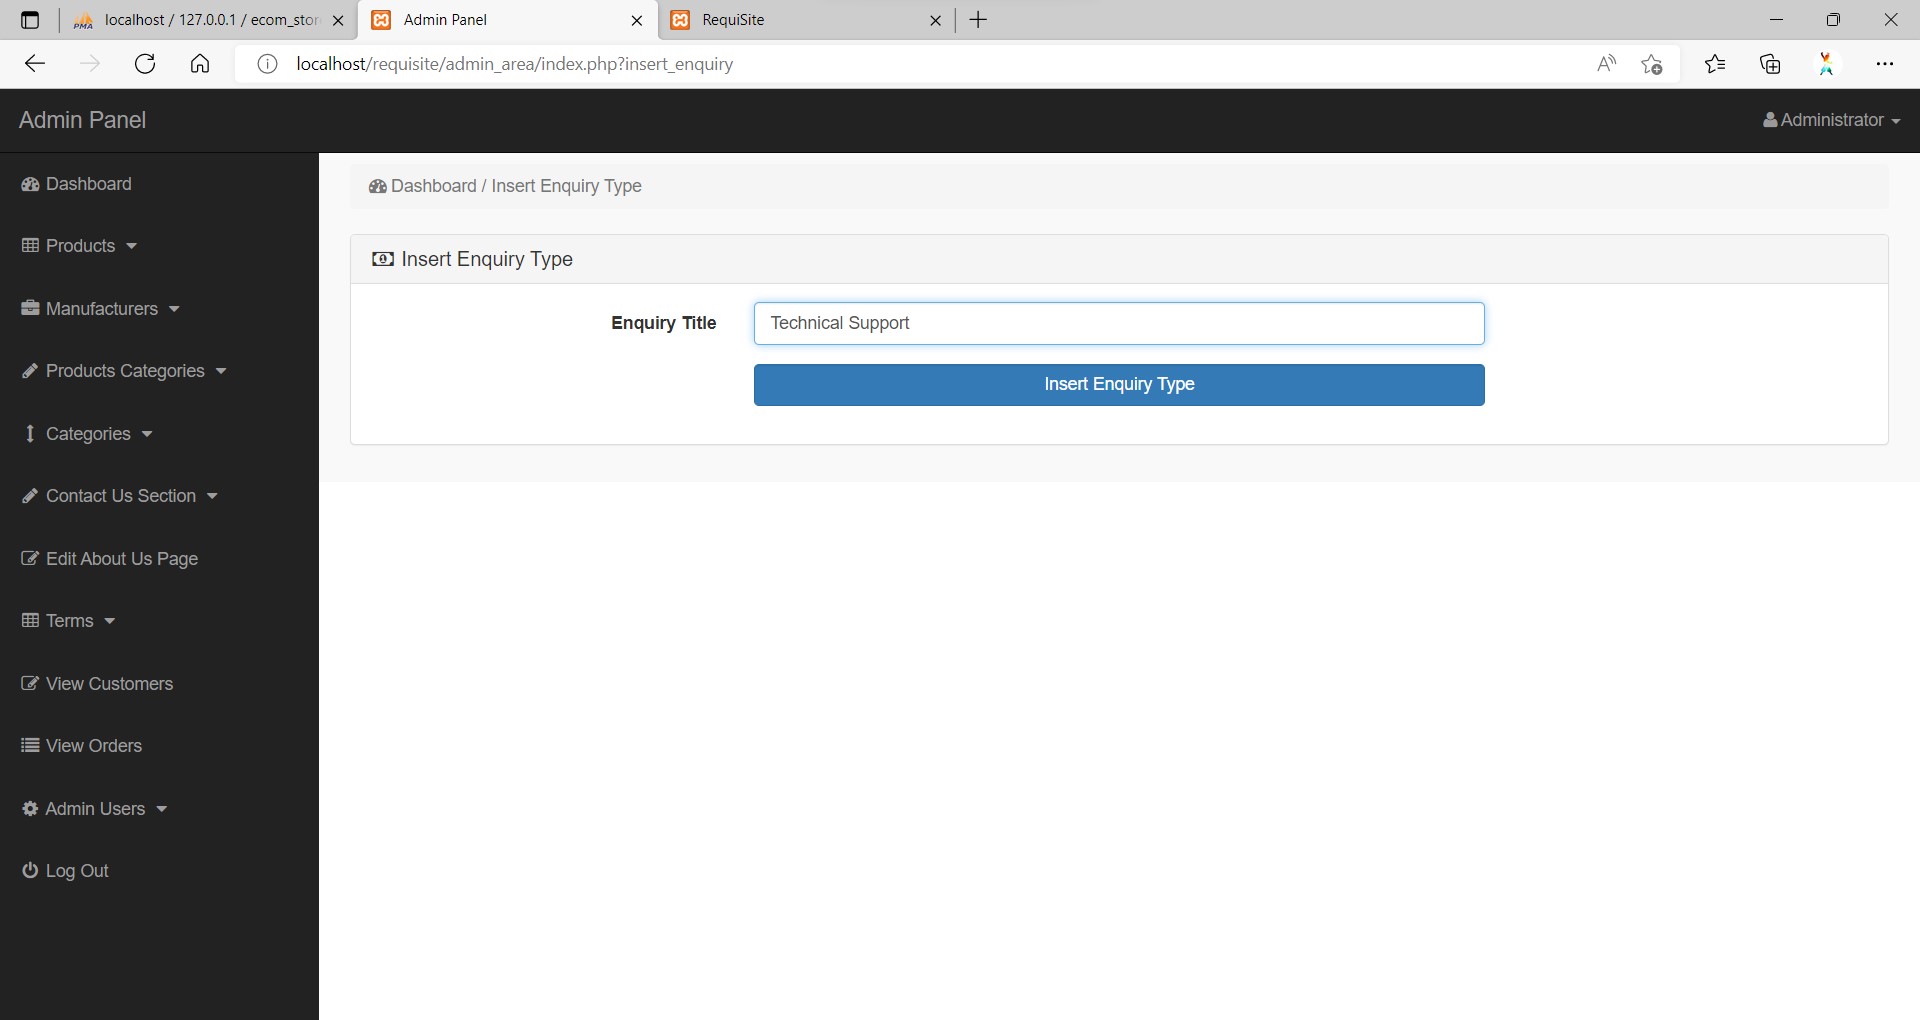 localhost / 127.0.0.1 / ecom_stor
Admin Panel
RequiSite
localhost/requisite/admin_area/index.php?insert_enquiry
Admin Panel
Administrator
Dashboard
Products
Manufacturers
Products Categories
Categories
Contact Us Section
Edit About Us Page
Terms
View Customers
View Orders
Admin Users
Log Out
Dashboard / Insert Enquiry Type
Insert Enquiry Type
Enquiry Title
Technical Support
Insert Enquiry Type